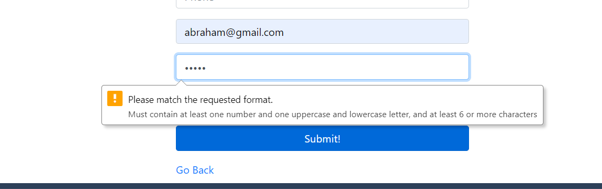 abraham@gmail.com
•••••
Please match the requested format.
Must contain at least one number and one uppercase and lowercase letter, and at least 6 or more characters
Submit!
Go Back